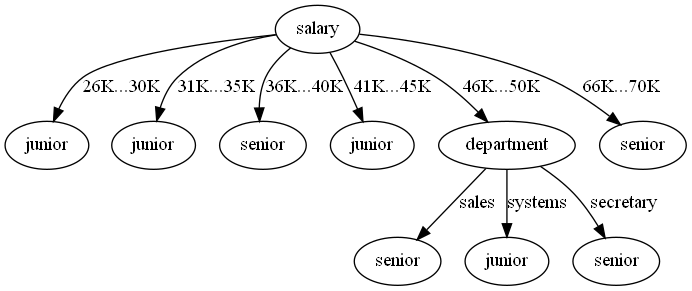 salary
26K...30K 31K...35K 36K...40K 41K...45K 46K...50K 66K...70K
junior junior senior junior department senior
sales systems secretary
senior junior senior